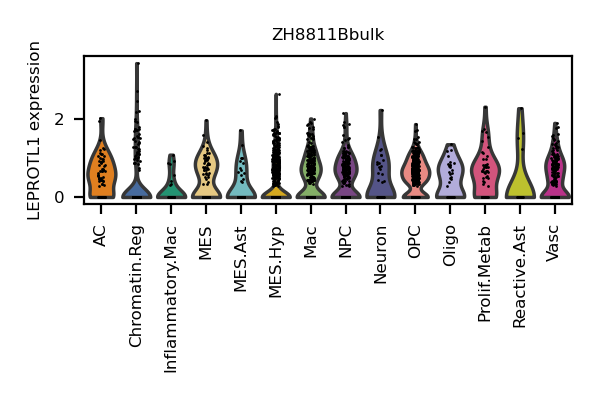 ZH8811Bbulk
LEPROTL1 expression
2
0
AC
Chromatin.Reg
Inflammatory.Mac
MES
MES.Ast
MES.Hyp
Mac
NPC
Neuron
OPC
Oligo
Prolif.Metab
Reactive.Ast
Vasc